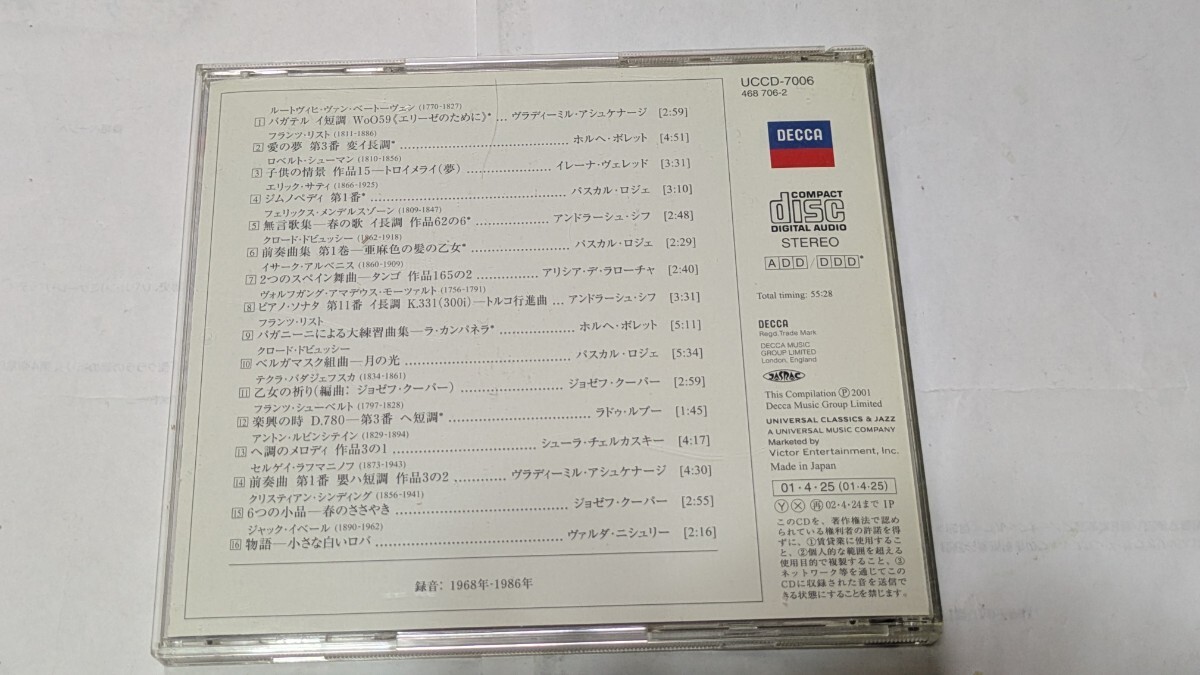 ルートヴィヒ・ヴァン・ベートーヴェン (1770-1827)
1 バガテル イ短調 WoO59《エリーゼのために》* … ヴラディーミル・アシュケナージ [2:59]
フランツ・リスト (1811-1886)
2 愛の夢 第3番 変イ長調* … ホルヘ・ボレット [4:51]
ロベルト・シューマン (1810-1856)
3 子供の情景 作品15―トロイメライ(夢) … イレーナ・ヴェレッド [3:31]
エリック・サティ (1866-1925)
4 ジムノペディ 第1番* … パスカル・ロジェ [3:10]
フェリックス・メンデルスゾーン (1809-1847)
5 無言歌集―春の歌 イ長調 作品62の6* … アンドラーシュ・シフ [2:48]
クロード・ドビュッシー (1862-1918)
6 前奏曲集 第1巻―亜麻色の髪の乙女* … パスカル・ロジェ [2:29]
イサーク・アルベニス (1860-1909)
7 2つのスペイン舞曲―タンゴ 作品165の2 … アリシア・デ・ラローチャ [2:40]
ヴォルフガング・アマデウス・モーツァルト (1756-1791)
8 ピアノ・ソナタ 第11番 イ長調 K.331(300i)―トルコ行進曲 … アンドラーシュ・シフ [3:31]
フランツ・リスト
9 パガニーニによる大練習曲集―ラ・カンパネラ* … ホルヘ・ボレット [5:11]
クロード・ドビュッシー
10 ベルガマスク組曲―月の光 … パスカル・ロジェ [5:34]
テクラ・バダジェフスカ (1834-1861)
11 乙女の祈り(編曲: ジョゼフ・クーパー) … ジョゼフ・クーパー [2:59]
フランツ・シューベルト (1797-1828)
12 楽興の時 D.780―第3番 ヘ短調* … ラドゥ・ルプー [1:45]
アントン・ルビンシテイン (1829-1894)
13 ヘ調のメロディ 作品3の1 … シューラ・チェルカスキー [4:17]
セルゲイ・ラフマニノフ (1873-1943)
14 前奏曲 第1番 嬰ハ短調 作品3の2 … ヴラディーミル・アシュケナージ [4:30]
クリスティアン・シンディング (1856-1941)
15 6つの小品―春のささやき … ジョゼフ・クーパー [2:55]
ジャック・イベール (1890-1962)
16 物語―小さな白いロバ … ヴァルダ・ニシュリー [2:16]
録音: 1968年-1986年
UCCD-7006
468 706-2
DECCA
COMPACT
disc
DIGITAL AUDIO
STEREO
ADD/DDD*
Total timing: 55:28
DECCA
Regd. Trade Mark
DECCA MUSIC
GROUP LIMITED
London, England
JASRAC
This Compilation Ⓟ 2001
Decca Music Group Limited
UNIVERSAL CLASSICS & JAZZ
A UNIVERSAL MUSIC COMPANY
Marketed by
Victor Entertainment, Inc.
Made in Japan
01・4・25 (01・4・25)
Ⓨ Ⓧ ㊢ 02・4・24まで 1P
このCDを、著作権法で認め
られている権利者の許諾を得
ずに、①賃貸業に使用するこ
と、②個人的な範囲を超える
使用目的で複製すること、③
ネットワーク等を通じてこの
CDに収録された音を送信で
きる状態にすることを禁じます。